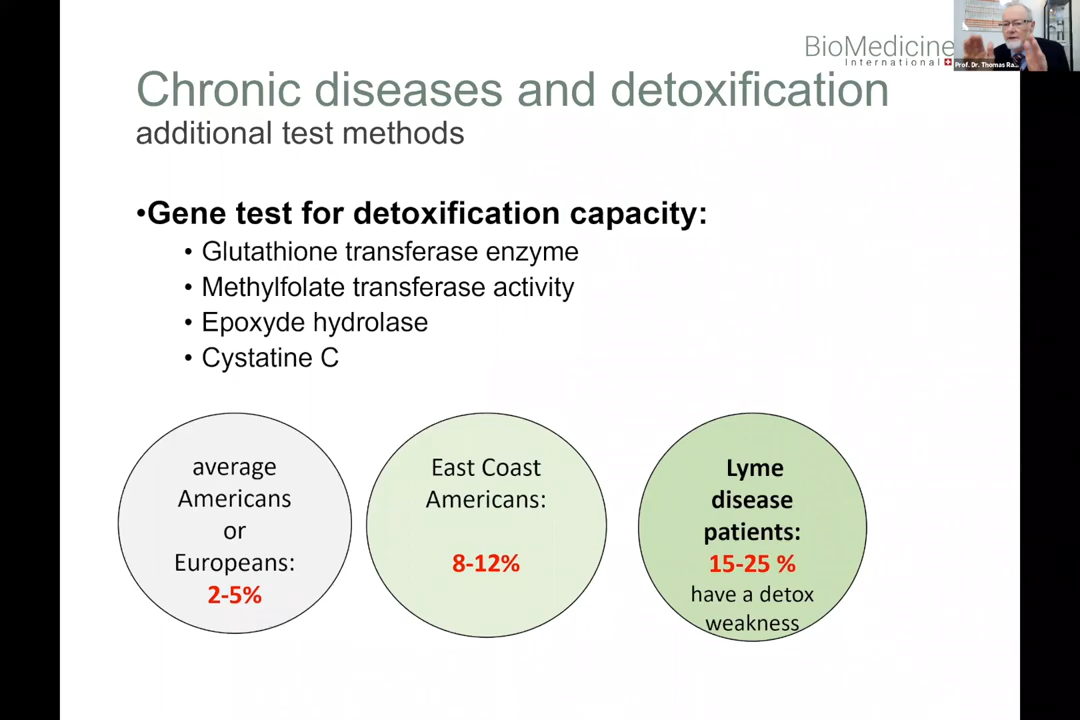 BioMedicine
International
Prof. Dr. Thomas Ra...
Chronic diseases and detoxification
additional test methods
•Gene test for detoxification capacity:
• Glutathione transferase enzyme
• Methylfolate transferase activity
• Epoxyde hydrolase
• Cystatine C
average
Americans
or
Europeans:
2-5%
East Coast
Americans:
8-12%
Lyme
disease
patients:
15-25 %
have a detox
weakness